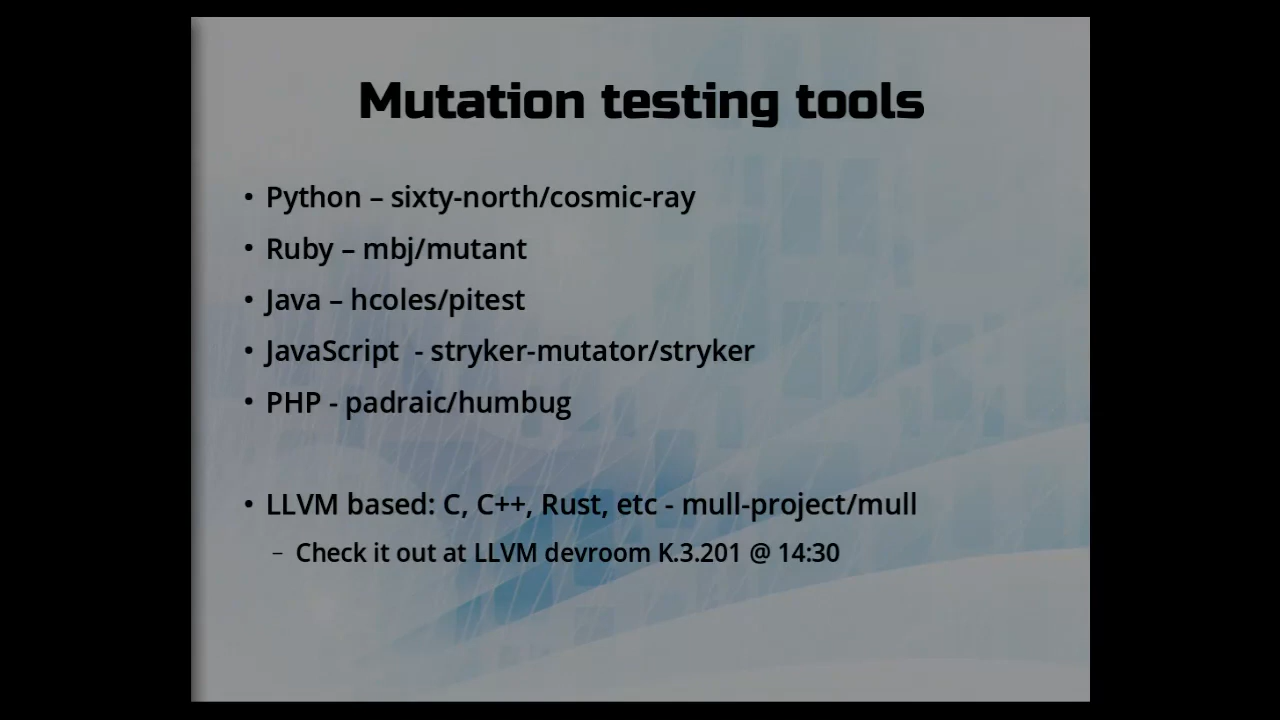 Mutation testing tools
• Python – sixty-north/cosmic-ray
• Ruby – mbj/mutant
• Java – hcoles/pitest
• JavaScript - stryker-mutator/stryker
• PHP - padraic/humbug
• LLVM based: C, C++, Rust, etc - mull-project/mull
– Check it out at LLVM devroom K.3.201 @ 14:30